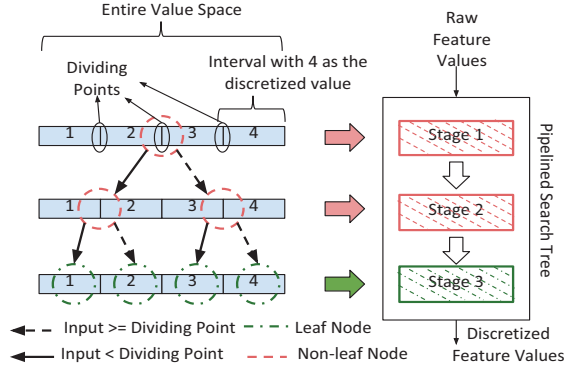 Entire Value Space
Dividing
Points
Interval with 4 as the
discretized value
1 2 3 4
1 2 3 4
1 2 3 4
Input >= Dividing Point
Leaf Node
Input < Dividing Point
Non-leaf Node
Raw
Feature
Values
Stage 1
Stage 2
Stage 3
Pipelined Search Tree
Discretized
Feature Values